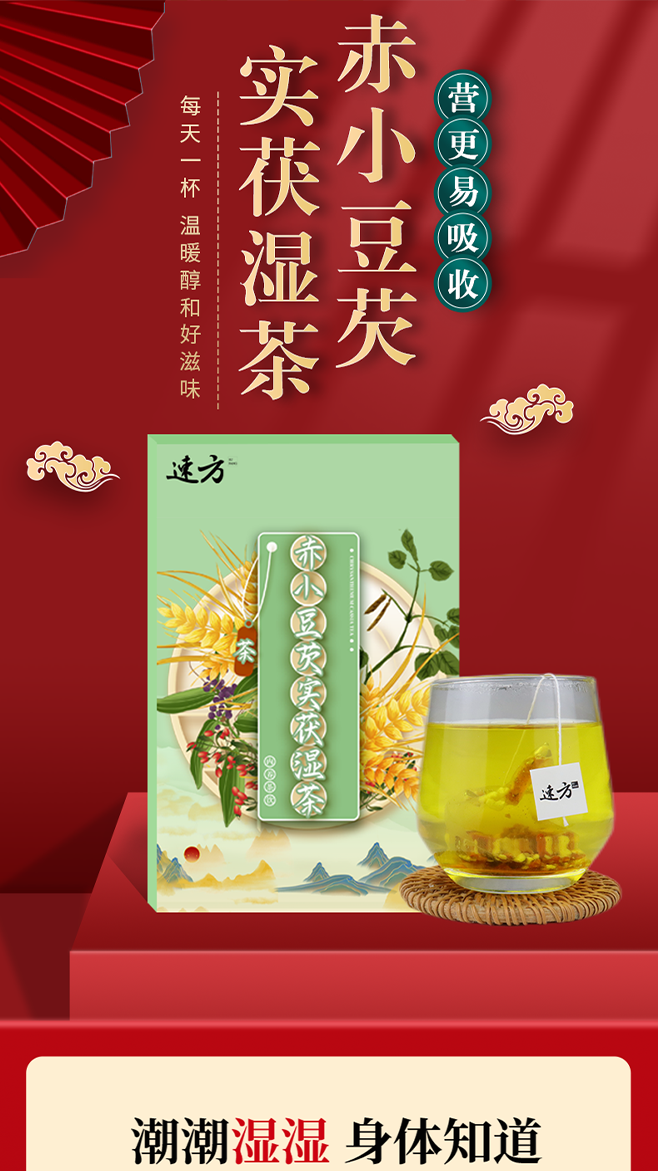 营更易吸收
赤小豆芡
实茯湿茶
每天一杯 温暖醇和好滋味
速方
赤小豆芡实茯湿茶
茶
速方
潮潮湿湿 身体知道